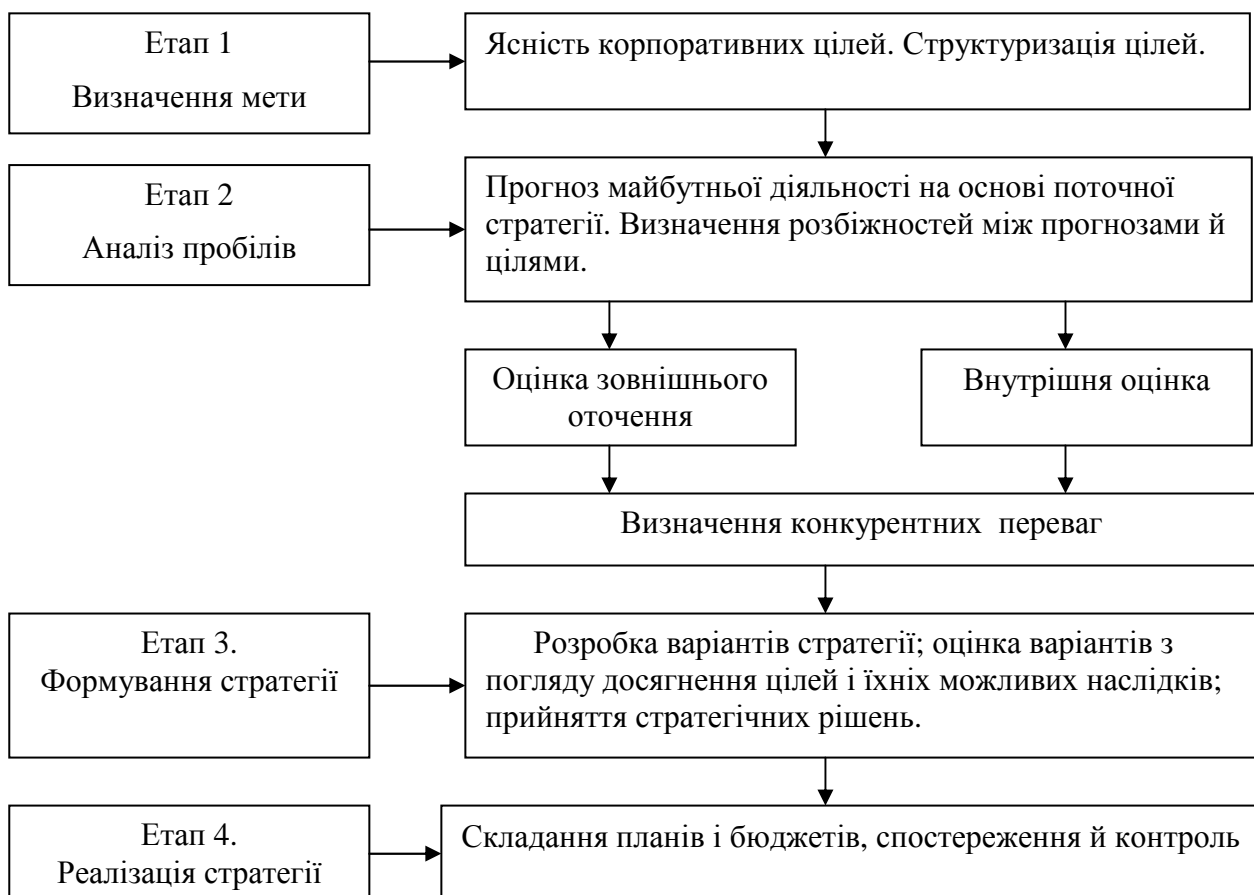 Етап 1
Визначення мети
Ясність корпоративних цілей. Структуризація цілей.
Етап 2
Аналіз пробілів
Прогноз майбутньої діяльності на основі поточної
стратегії. Визначення розбіжностей між прогнозами й
цілями.
Оцінка зовнішнього
оточення
Внутрішня оцінка
Визначення конкурентних  переваг
Етап 3.
Формування стратегії
Розробка варіантів стратегії; оцінка варіантів з
погляду досягнення цілей і їхніх можливих наслідків;
прийняття стратегічних рішень.
Етап 4.
Реалізація стратегії
Складання планів і бюджетів, спостереження й контроль